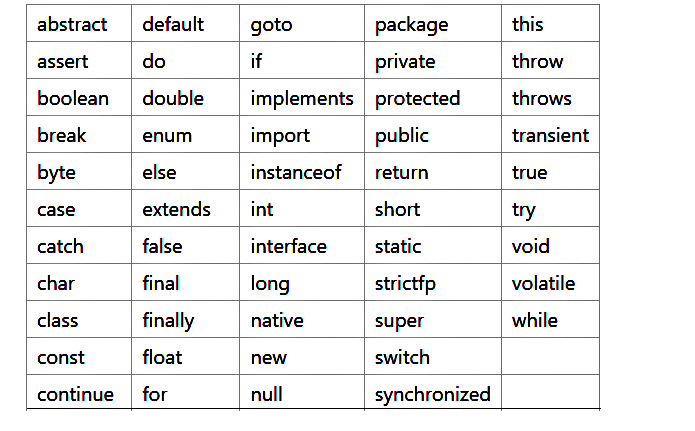 abstract default goto package this
assert do if private throw
boolean double implements protected throws
break enum import public transient
byte else instanceof return true
case extends int short try
catch false interface static void
char final long strictfp volatile
class finally native super while
const float new switch
continue for null synchronized